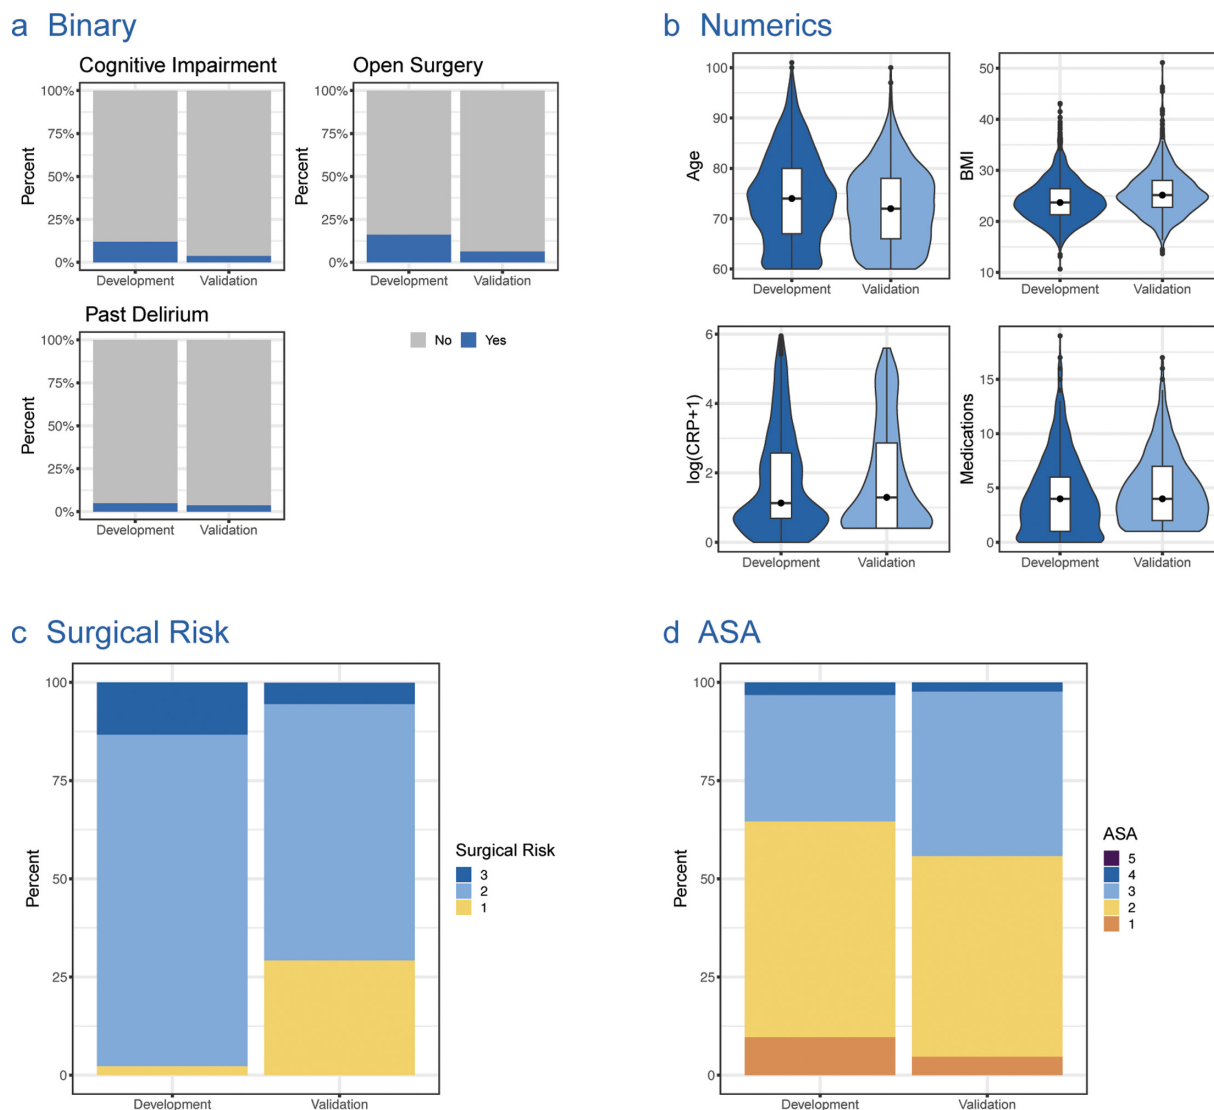 a Binary
Cognitive Impairment
Open Surgery
Percent
100%
75%
50%
25%
0%
Development
Validation
Percent
100%
75%
50%
25%
0%
Development
Validation
Past Delirium
Percent
100%
75%
50%
25%
0%
Development
Validation
No
Yes
b Numerics
Age
100
90
80
70
60
Development
Validation
BMI
50
40
30
20
10
Development
Validation
log(CRP+1)
6
4
2
0
Development
Validation
Medications
15
10
5
0
Development
Validation
c Surgical Risk
Percent
100
75
50
25
0
Development
Validation
Surgical Risk
3
2
1
d ASA
Percent
100
75
50
25
0
Development
Validation
ASA
5
4
3
2
1